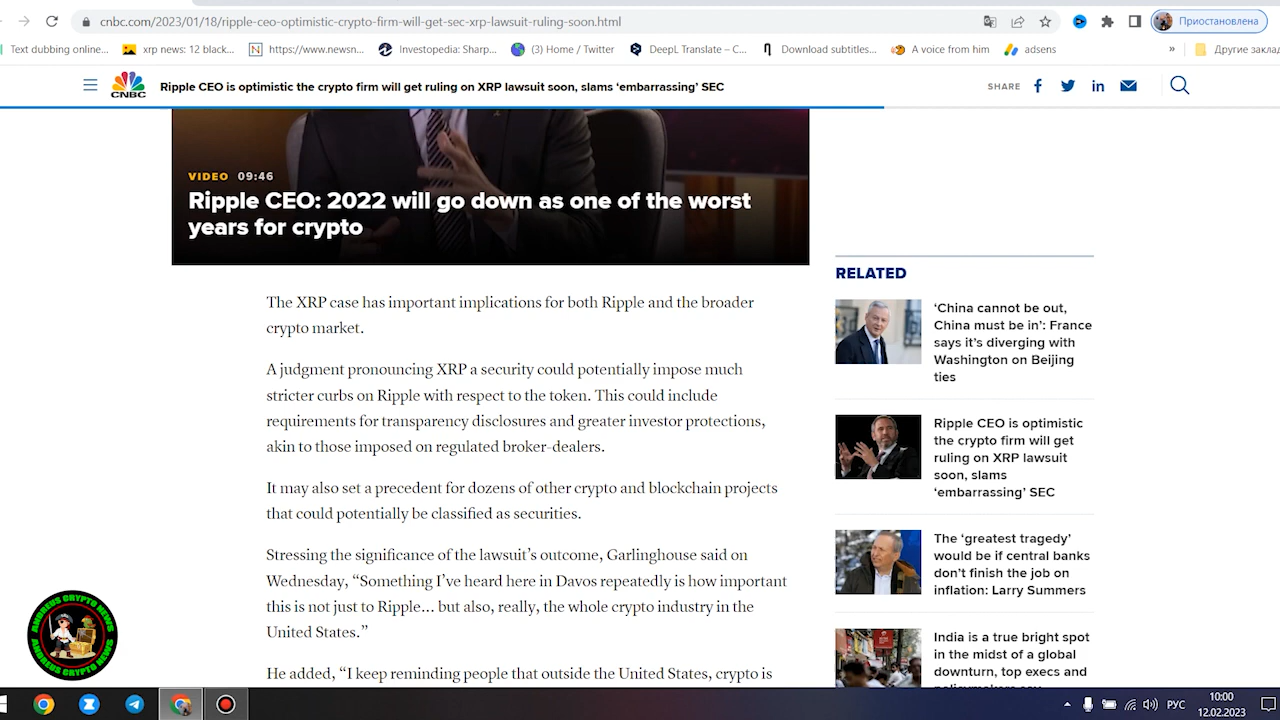 cnbc.com/2023/01/18/ripple-ceo-optimistic-crypto-firm-will-get-sec-xrp-lawsuit-ruling-soon.html
Приостановлена
Text dubbing online...
xrp news: 12 black...
https://www.newsn...
Investopedia: Sharp...
(3) Home / Twitter
DeepL Translate – C...
Download subtitles...
A voice from him
adsens
»
Другие закла
CNBC
Ripple CEO is optimistic the crypto firm will get ruling on XRP lawsuit soon, slams ‘embarrassing’ SEC
SHARE
VIDEO 09:46
Ripple CEO: 2022 will go down as one of the worst
years for crypto
The XRP case has important implications for both Ripple and the broader
crypto market.
A judgment pronouncing XRP a security could potentially impose much
stricter curbs on Ripple with respect to the token. This could include
requirements for transparency disclosures and greater investor protections,
akin to those imposed on regulated broker-dealers.
It may also set a precedent for dozens of other crypto and blockchain projects
that could potentially be classified as securities.
Stressing the significance of the lawsuit’s outcome, Garlinghouse said on
Wednesday, “Something I’ve heard here in Davos repeatedly is how important
this is not just to Ripple… but also, really, the whole crypto industry in the
United States.”
He added, “I keep reminding people that outside the United States, crypto is
RELATED
‘China cannot be out,
China must be in’: France
says it’s diverging with
Washington on Beijing
ties
Ripple CEO is optimistic
the crypto firm will get
ruling on XRP lawsuit
soon, slams
‘embarrassing’ SEC
The ‘greatest tragedy’
would be if central banks
don’t finish the job on
inflation: Larry Summers
India is a true bright spot
in the midst of a global
downturn, top execs and
ANDREUS CRYPTO NEWS
ANDREUS CRYPTO NEWS
РУС
10:00
12.02.2023